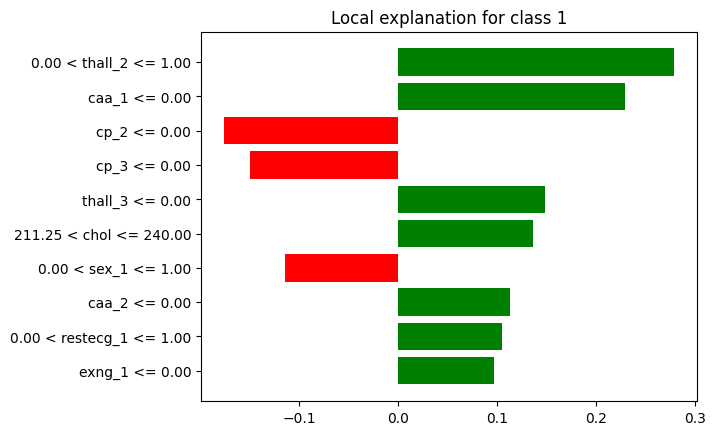 Local explanation for class 1
0.00 < thall_2 <= 1.00
caa_1 <= 0.00
cp_2 <= 0.00
cp_3 <= 0.00
thall_3 <= 0.00
211.25 < chol <= 240.00
0.00 < sex_1 <= 1.00
caa_2 <= 0.00
0.00 < restecg_1 <= 1.00
exng_1 <= 0.00
−0.1 0.0 0.1 0.2 0.3